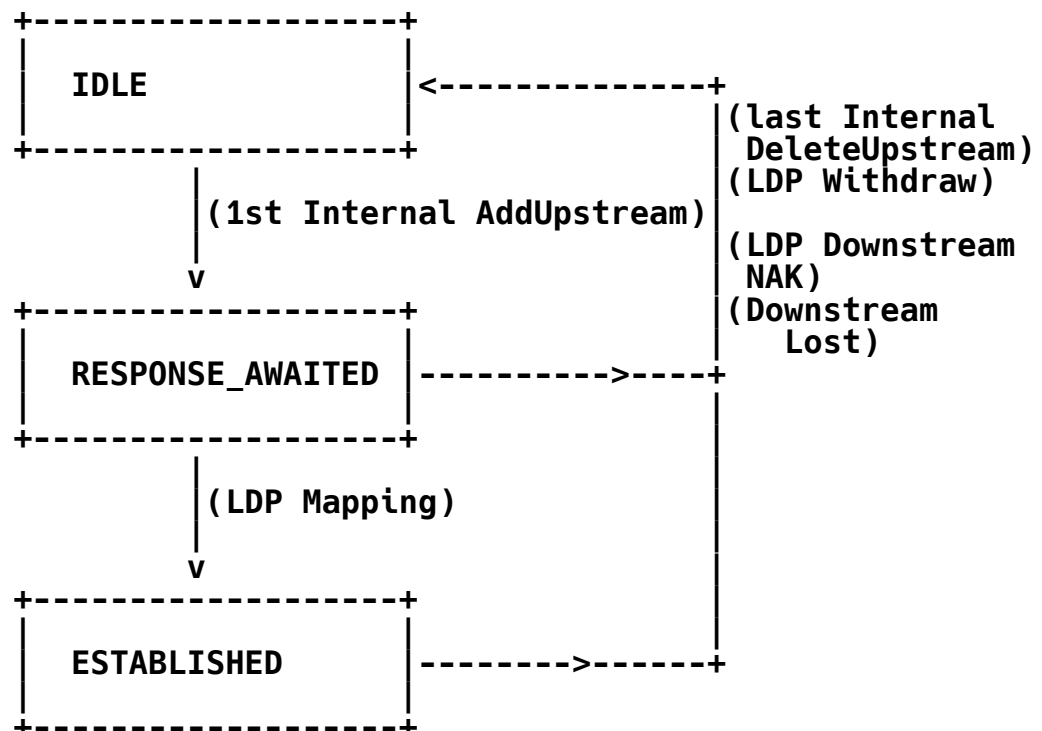 IDLE
(last Internal
DeleteUpstream)
(LDP Withdraw)
(1st Internal AddUpstream)
(LDP Downstream
NAK)
(Downstream
Lost)
RESPONSE_AWAITED
(LDP Mapping)
ESTABLISHED